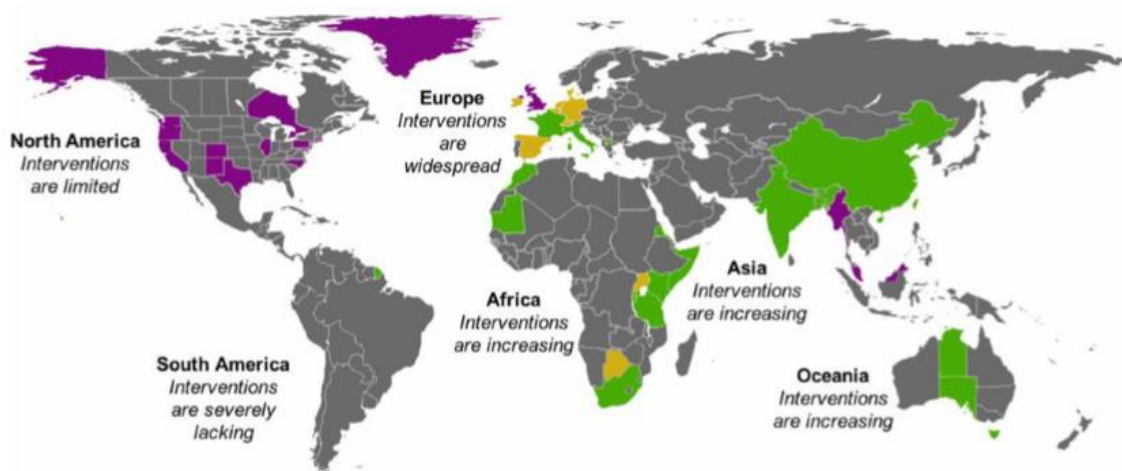 North America
Interventions
are limited
Europe
Interventions
are
widespread
South America
Interventions
are severely
lacking
Africa
Interventions
are increasing
Asia
Interventions
are increasing
Oceania
Interventions
are increasing